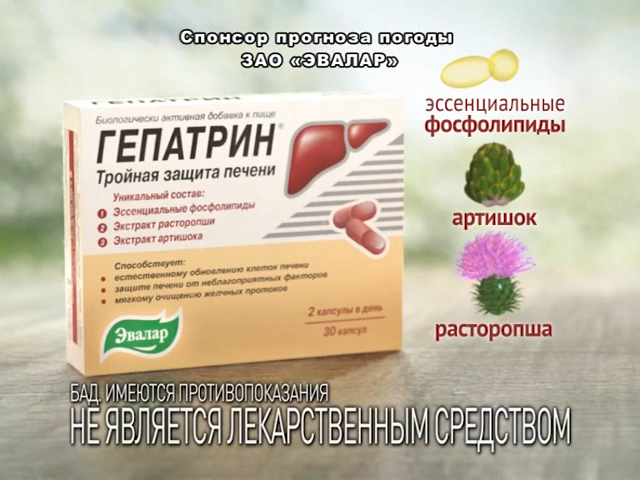 Спонсор прогноза погоды
ЗАО «ЭВАЛАР»
Биологически активная добавка к пище
ГЕПАТРИН®
Тройная защита печени
Уникальный состав:
1 Эссенциальные фосфолипиды
2 Экстракт расторопши
3 Экстракт артишока
Способствует:
• естественному обновлению клеток печени
• защите печени от неблагоприятных факторов
• мягкому очищению желчных протоков
2 капсулы в день
30 капсул
Эвалар
эссенциальные
фосфолипиды
артишок
расторопша
БАД. ИМЕЮТСЯ ПРОТИВОПОКАЗАНИЯ
НЕ ЯВЛЯЕТСЯ ЛЕКАРСТВЕННЫМ СРЕДСТВОМ